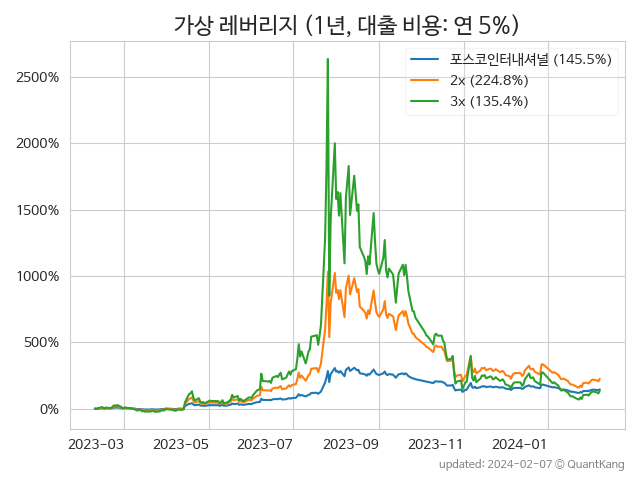 가상 레버리지 (1년, 대출 비용: 연 5%)
포스코인터내셔널 (145.5%)
2x (224.8%)
3x (135.4%)
2500%
2000%
1500%
1000%
500%
0%
2023-03 2023-05 2023-07 2023-09 2023-11 2024-01
updated: 2024-02-07 © QuantKang